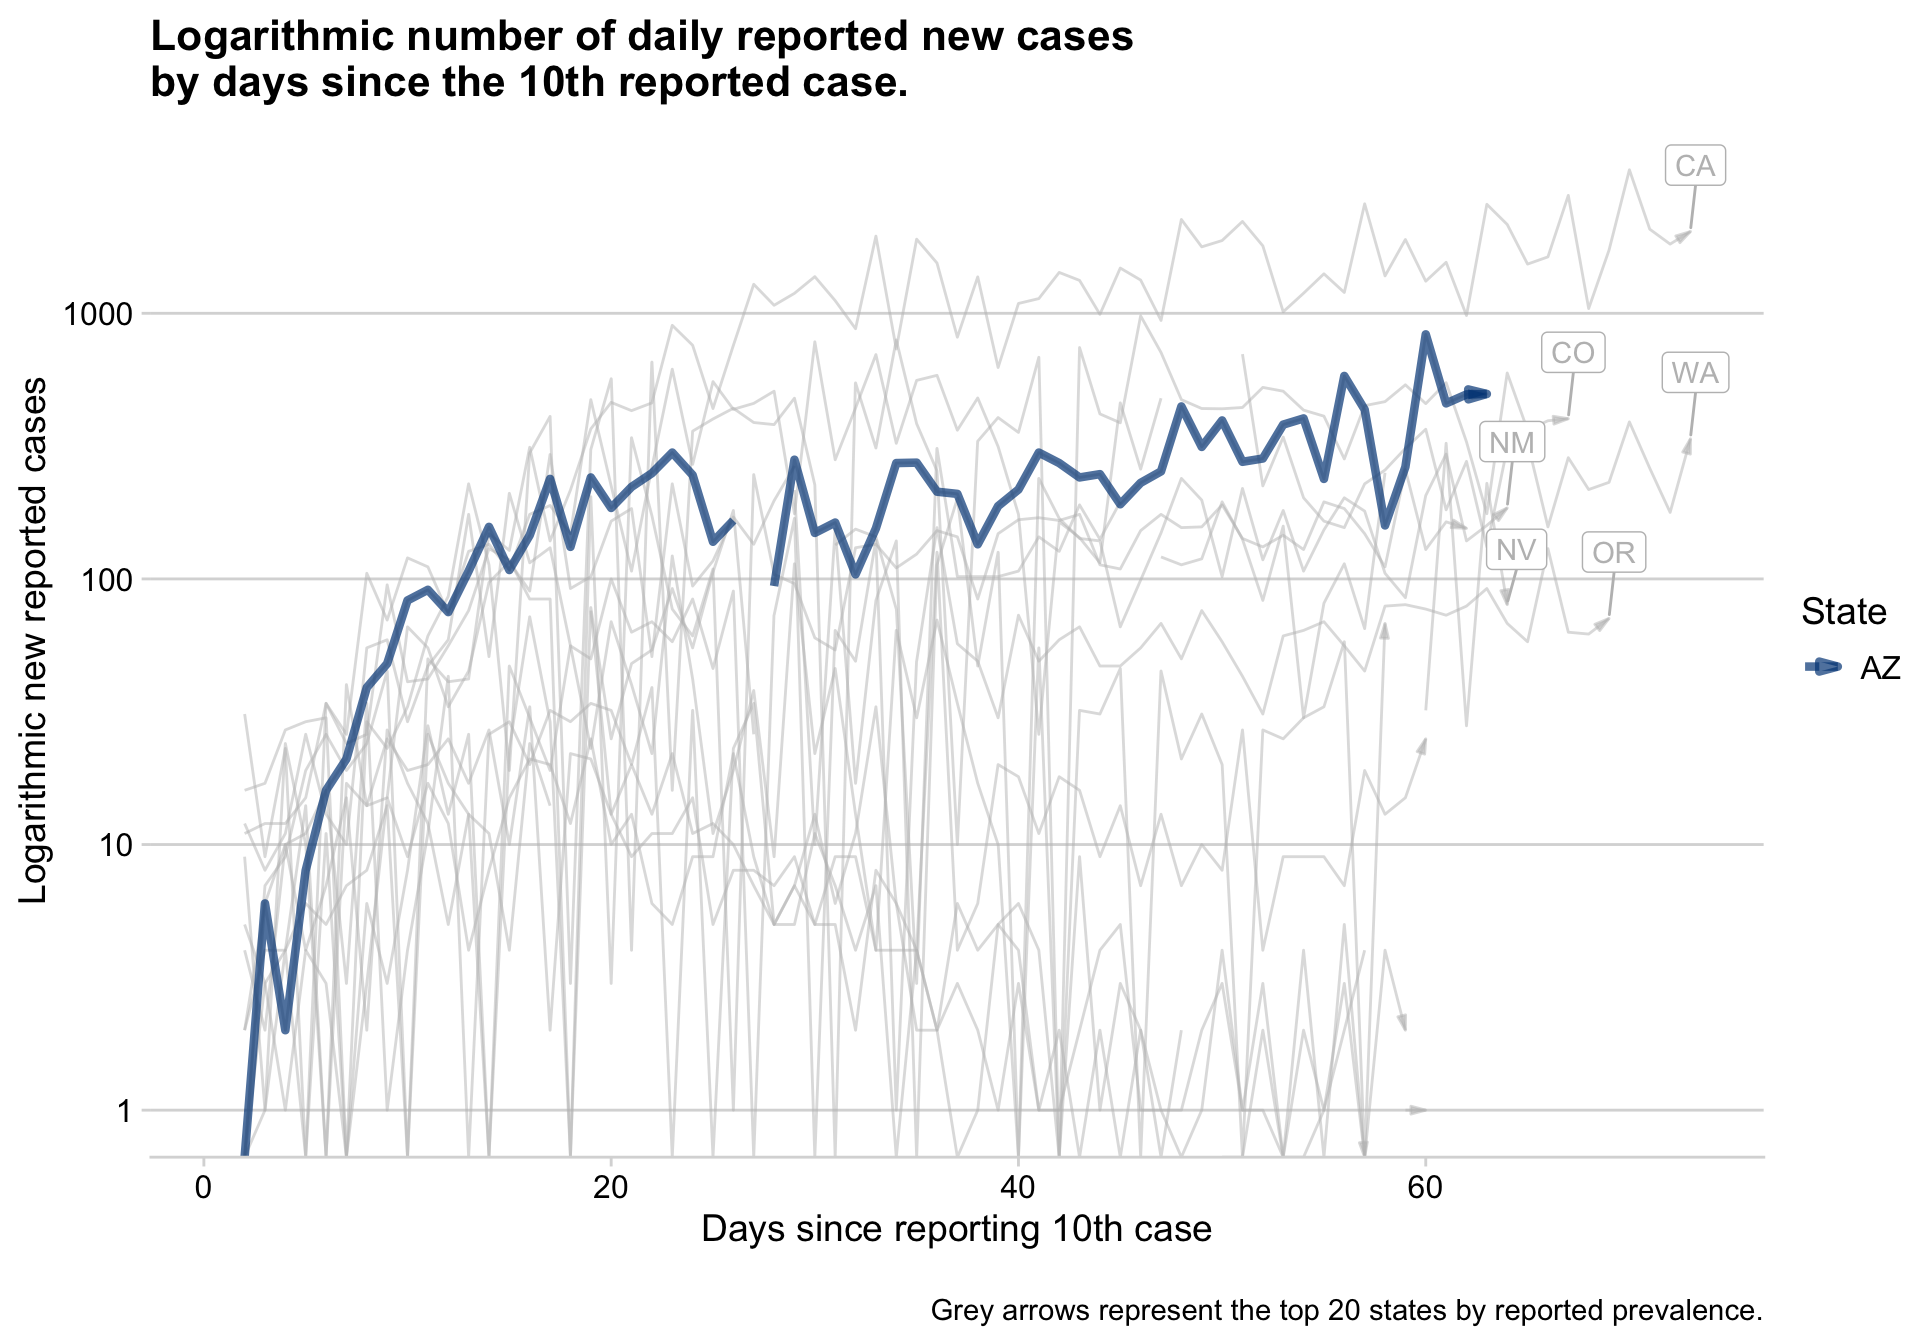 Logarithmic number of daily reported new cases
by days since the 10th reported case.
Logarithmic new reported cases
1000
100
10
1
CA
CO
WA
NM
NV
OR
State
AZ
0
20
40
60
Days since reporting 10th case
Grey arrows represent the top 20 states by reported prevalence.